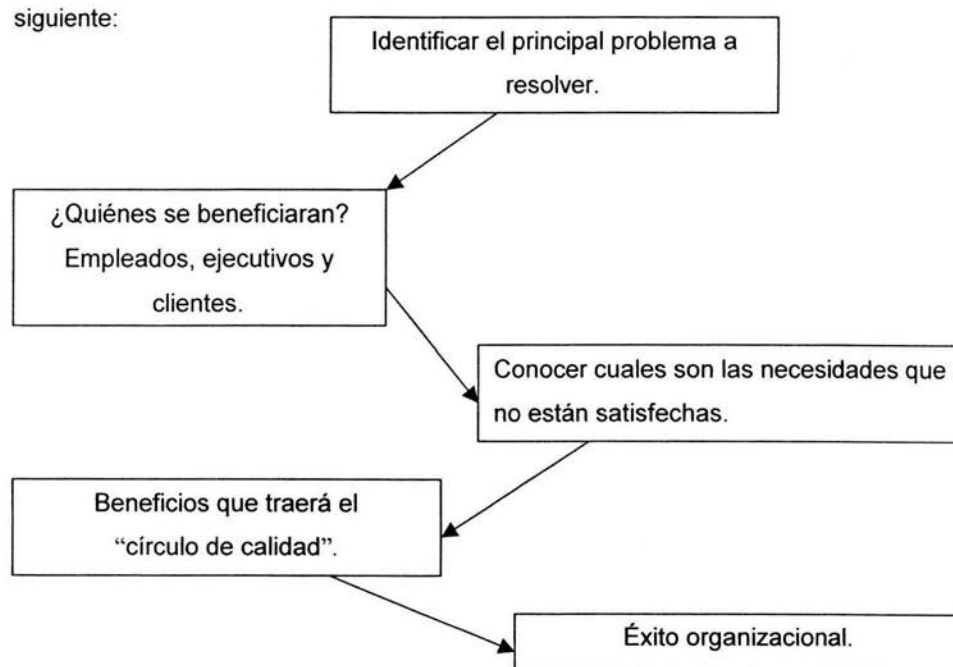 siguiente:
Identificar el principal problema a
resolver.
¿Quiénes se beneficiaran?
Empleados, ejecutivos y
clientes.
Conocer cuales son las necesidades que
no están satisfechas.
Beneficios que traerá el
“círculo de calidad”.
Éxito organizacional.